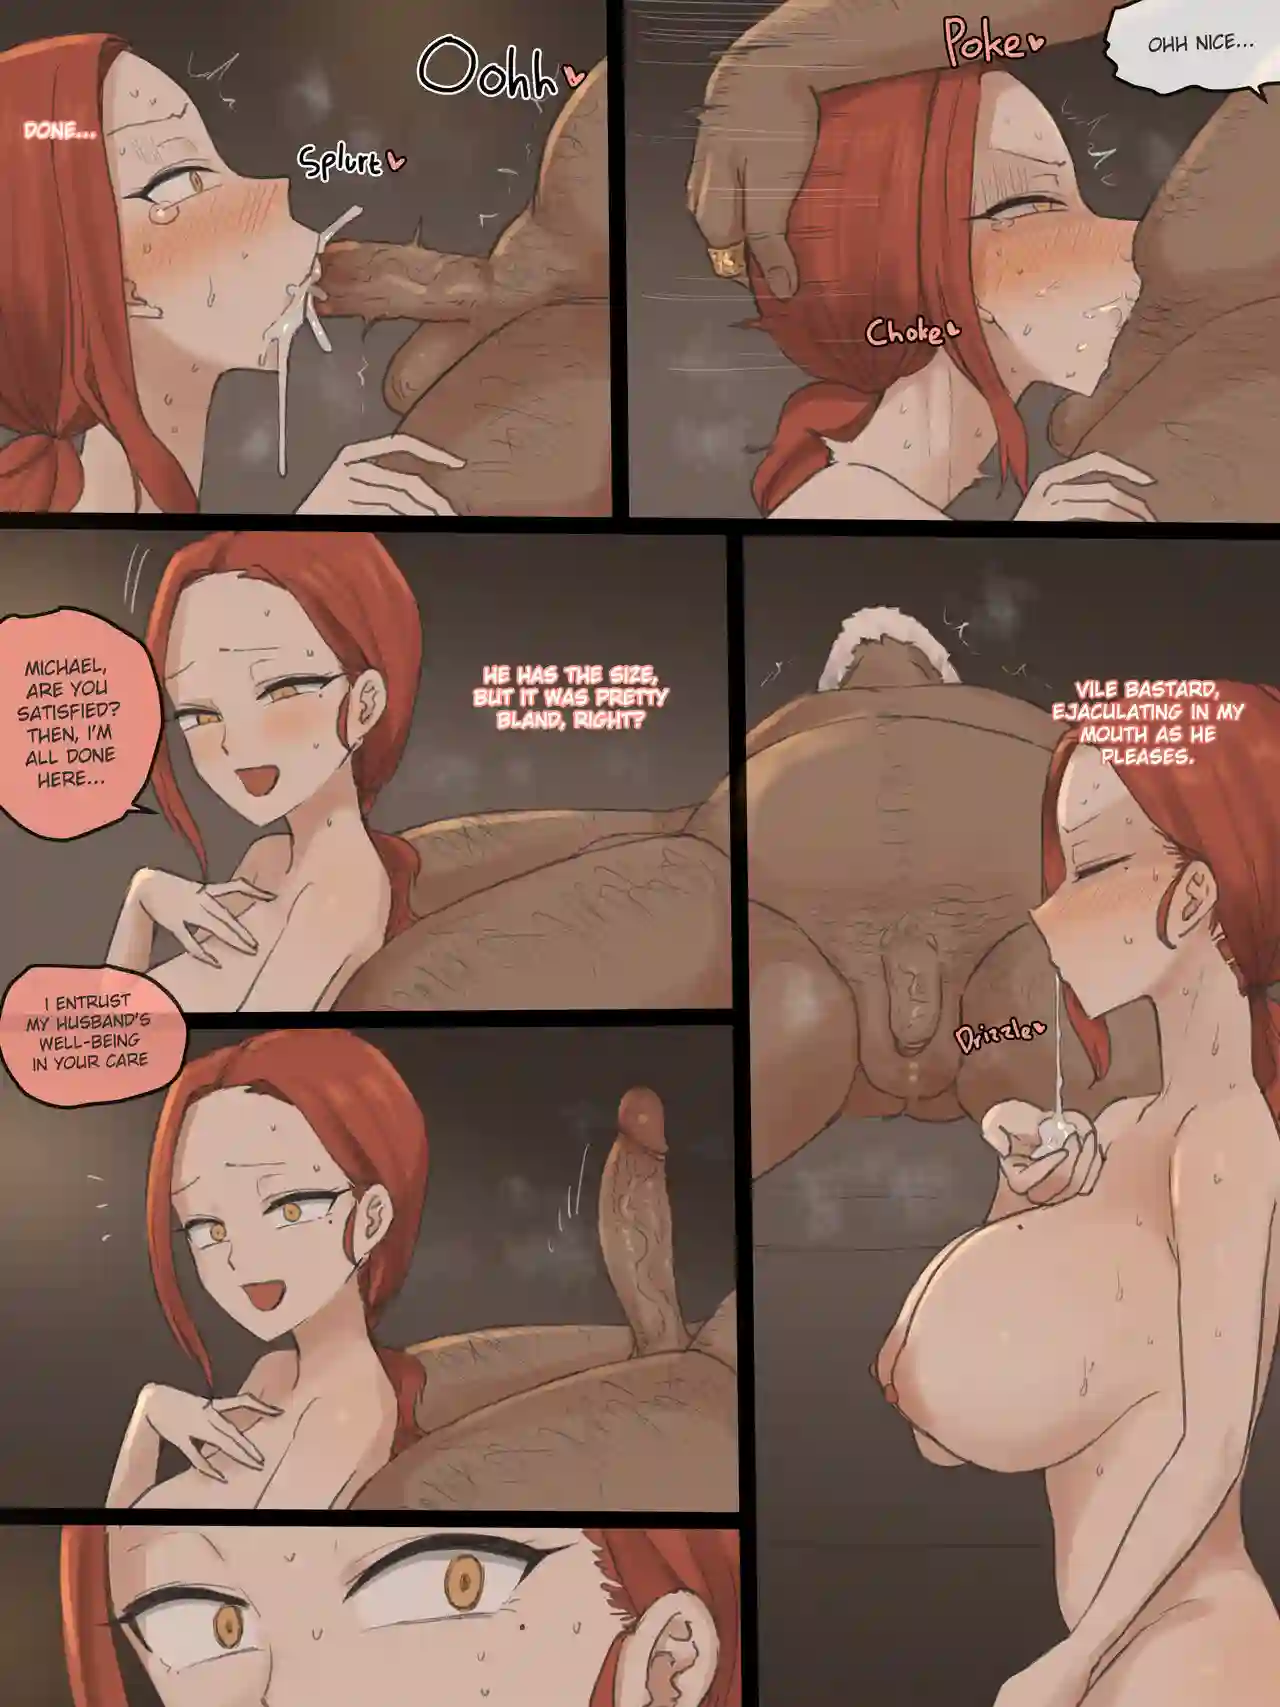 DONE...
Oohh
Splurt
Poke
OHH NICE...
Choke
MICHAEL,
ARE YOU
SATISFIED?
THEN, I'M
ALL DONE
HERE...
HE HAS THE SIZE,
BUT IT WAS PRETTY
BLAND, RIGHT?
VILE BASTARD,
EJACULATING IN MY
MOUTH AS HE
PLEASES.
Drizzle
I ENTRUST
MY HUSBAND'S
WELL-BEING
IN YOUR CARE